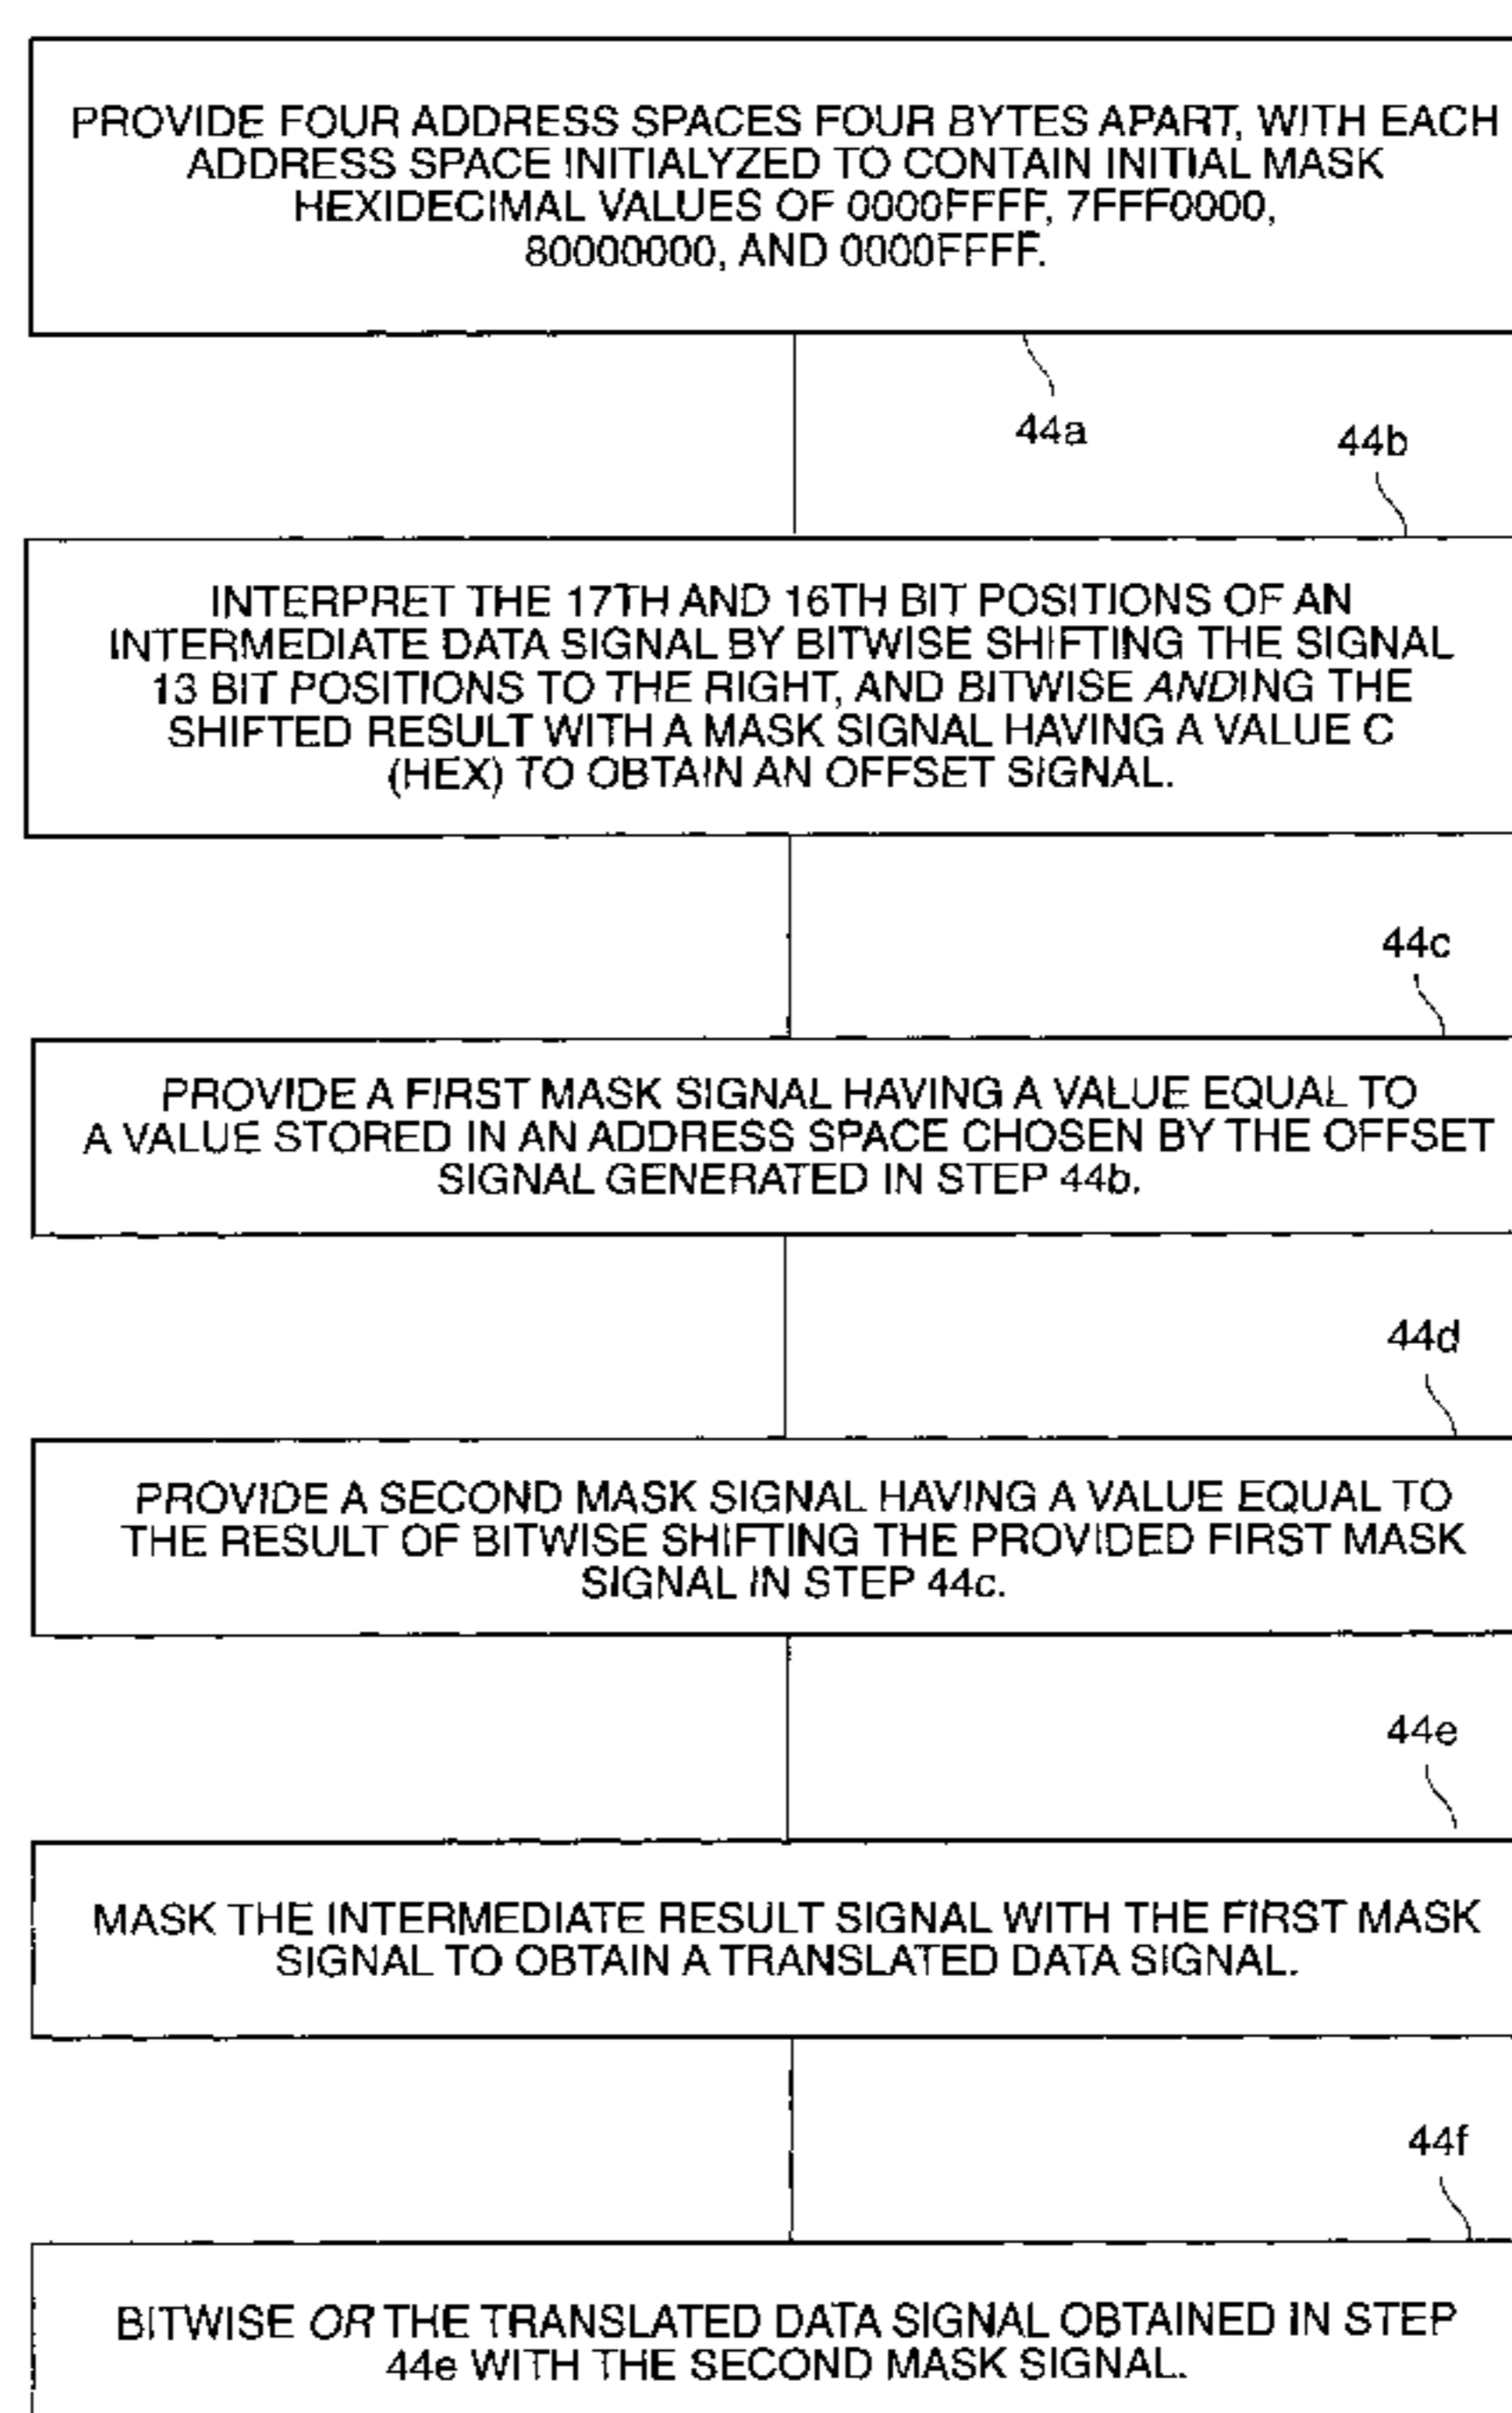 PROVIDE FOUR ADDRESS SPACES FOUR BYTES APART, WITH EACH
ADDRESS SPACE INITIALYZED TO CONTAIN INITIAL MASK
HEXIDECIMAL VALUES OF 0000FFFF, 7FFF0000,
80000000, AND 0000FFFF.
44a
44b
INTERPRET THE 17TH AND 16TH BIT POSITIONS OF AN
INTERMEDIATE DATA SIGNAL BY BITWISE SHIFTING THE SIGNAL
13 BIT POSITIONS TO THE RIGHT, AND BITWISE ANDING THE
SHIFTED RESULT WITH A MASK SIGNAL HAVING A VALUE C
(HEX) TO OBTAIN AN OFFSET SIGNAL.
44c
PROVIDE A FIRST MASK SIGNAL HAVING A VALUE EQUAL TO
A VALUE STORED IN AN ADDRESS SPACE CHOSEN BY THE OFFSET
SIGNAL GENERATED IN STEP 44b.
44d
PROVIDE A SECOND MASK SIGNAL HAVING A VALUE EQUAL TO
THE RESULT OF BITWISE SHIFTING THE PROVIDED FIRST MASK
SIGNAL IN STEP 44c.
44e
MASK THE INTERMEDIATE RESULT SIGNAL WITH THE FIRST MASK
SIGNAL TO OBTAIN A TRANSLATED DATA SIGNAL.
44f
BITWISE OR THE TRANSLATED DATA SIGNAL OBTAINED IN STEP
44e WITH THE SECOND MASK SIGNAL.